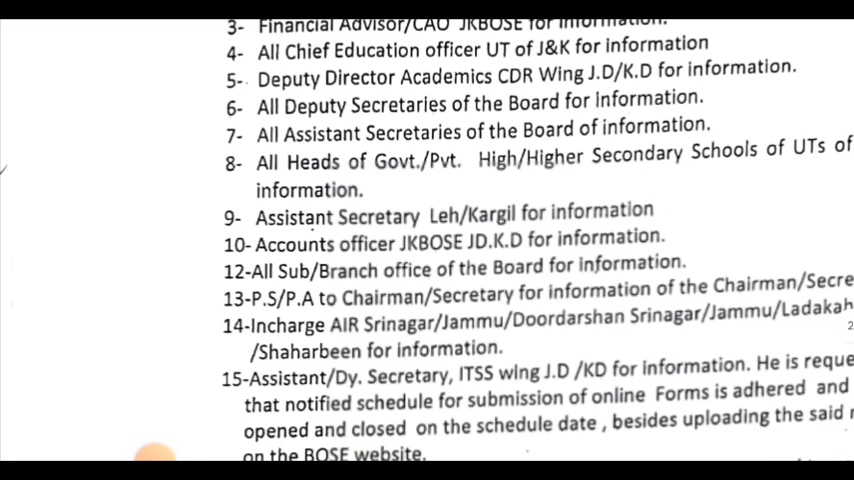 3- Financial Advisor/CAO JKBOSE for information.
4- All Chief Education officer UT of J&K for information
5- Deputy Director Academics CDR Wing J.D/K.D for information.
6- All Deputy Secretaries of the Board for information.
7- All Assistant Secretaries of the Board of information.
8- All Heads of Govt./Pvt. High/Higher Secondary Schools of UTs of
information.
9- Assistant Secretary Leh/Kargil for information
10- Accounts officer JKBOSE JD.K.D for information.
12-All Sub/Branch office of the Board for information.
13-P.S/P.A to Chairman/Secretary for information of the Chairman/Secre
14-Incharge AIR Srinagar/Jammu/Doordarshan Srinagar/Jammu/Ladakah
/Shaharbeen for information.
15-Assistant/Dy. Secretary, ITSS wing J.D /KD for information. He is reque
that notified schedule for submission of online Forms is adhered and
opened and closed on the schedule date , besides uploading the said
on the BOSE website.